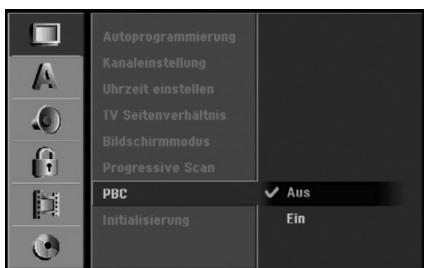 Autoprogrammierung
Kanaleinstellung
Uhrzeit einstellen
TV Seitenverhältnis
Bildschirmmodus
Progressive Scan
PBC
Aus
Ein
Initialisierung
A